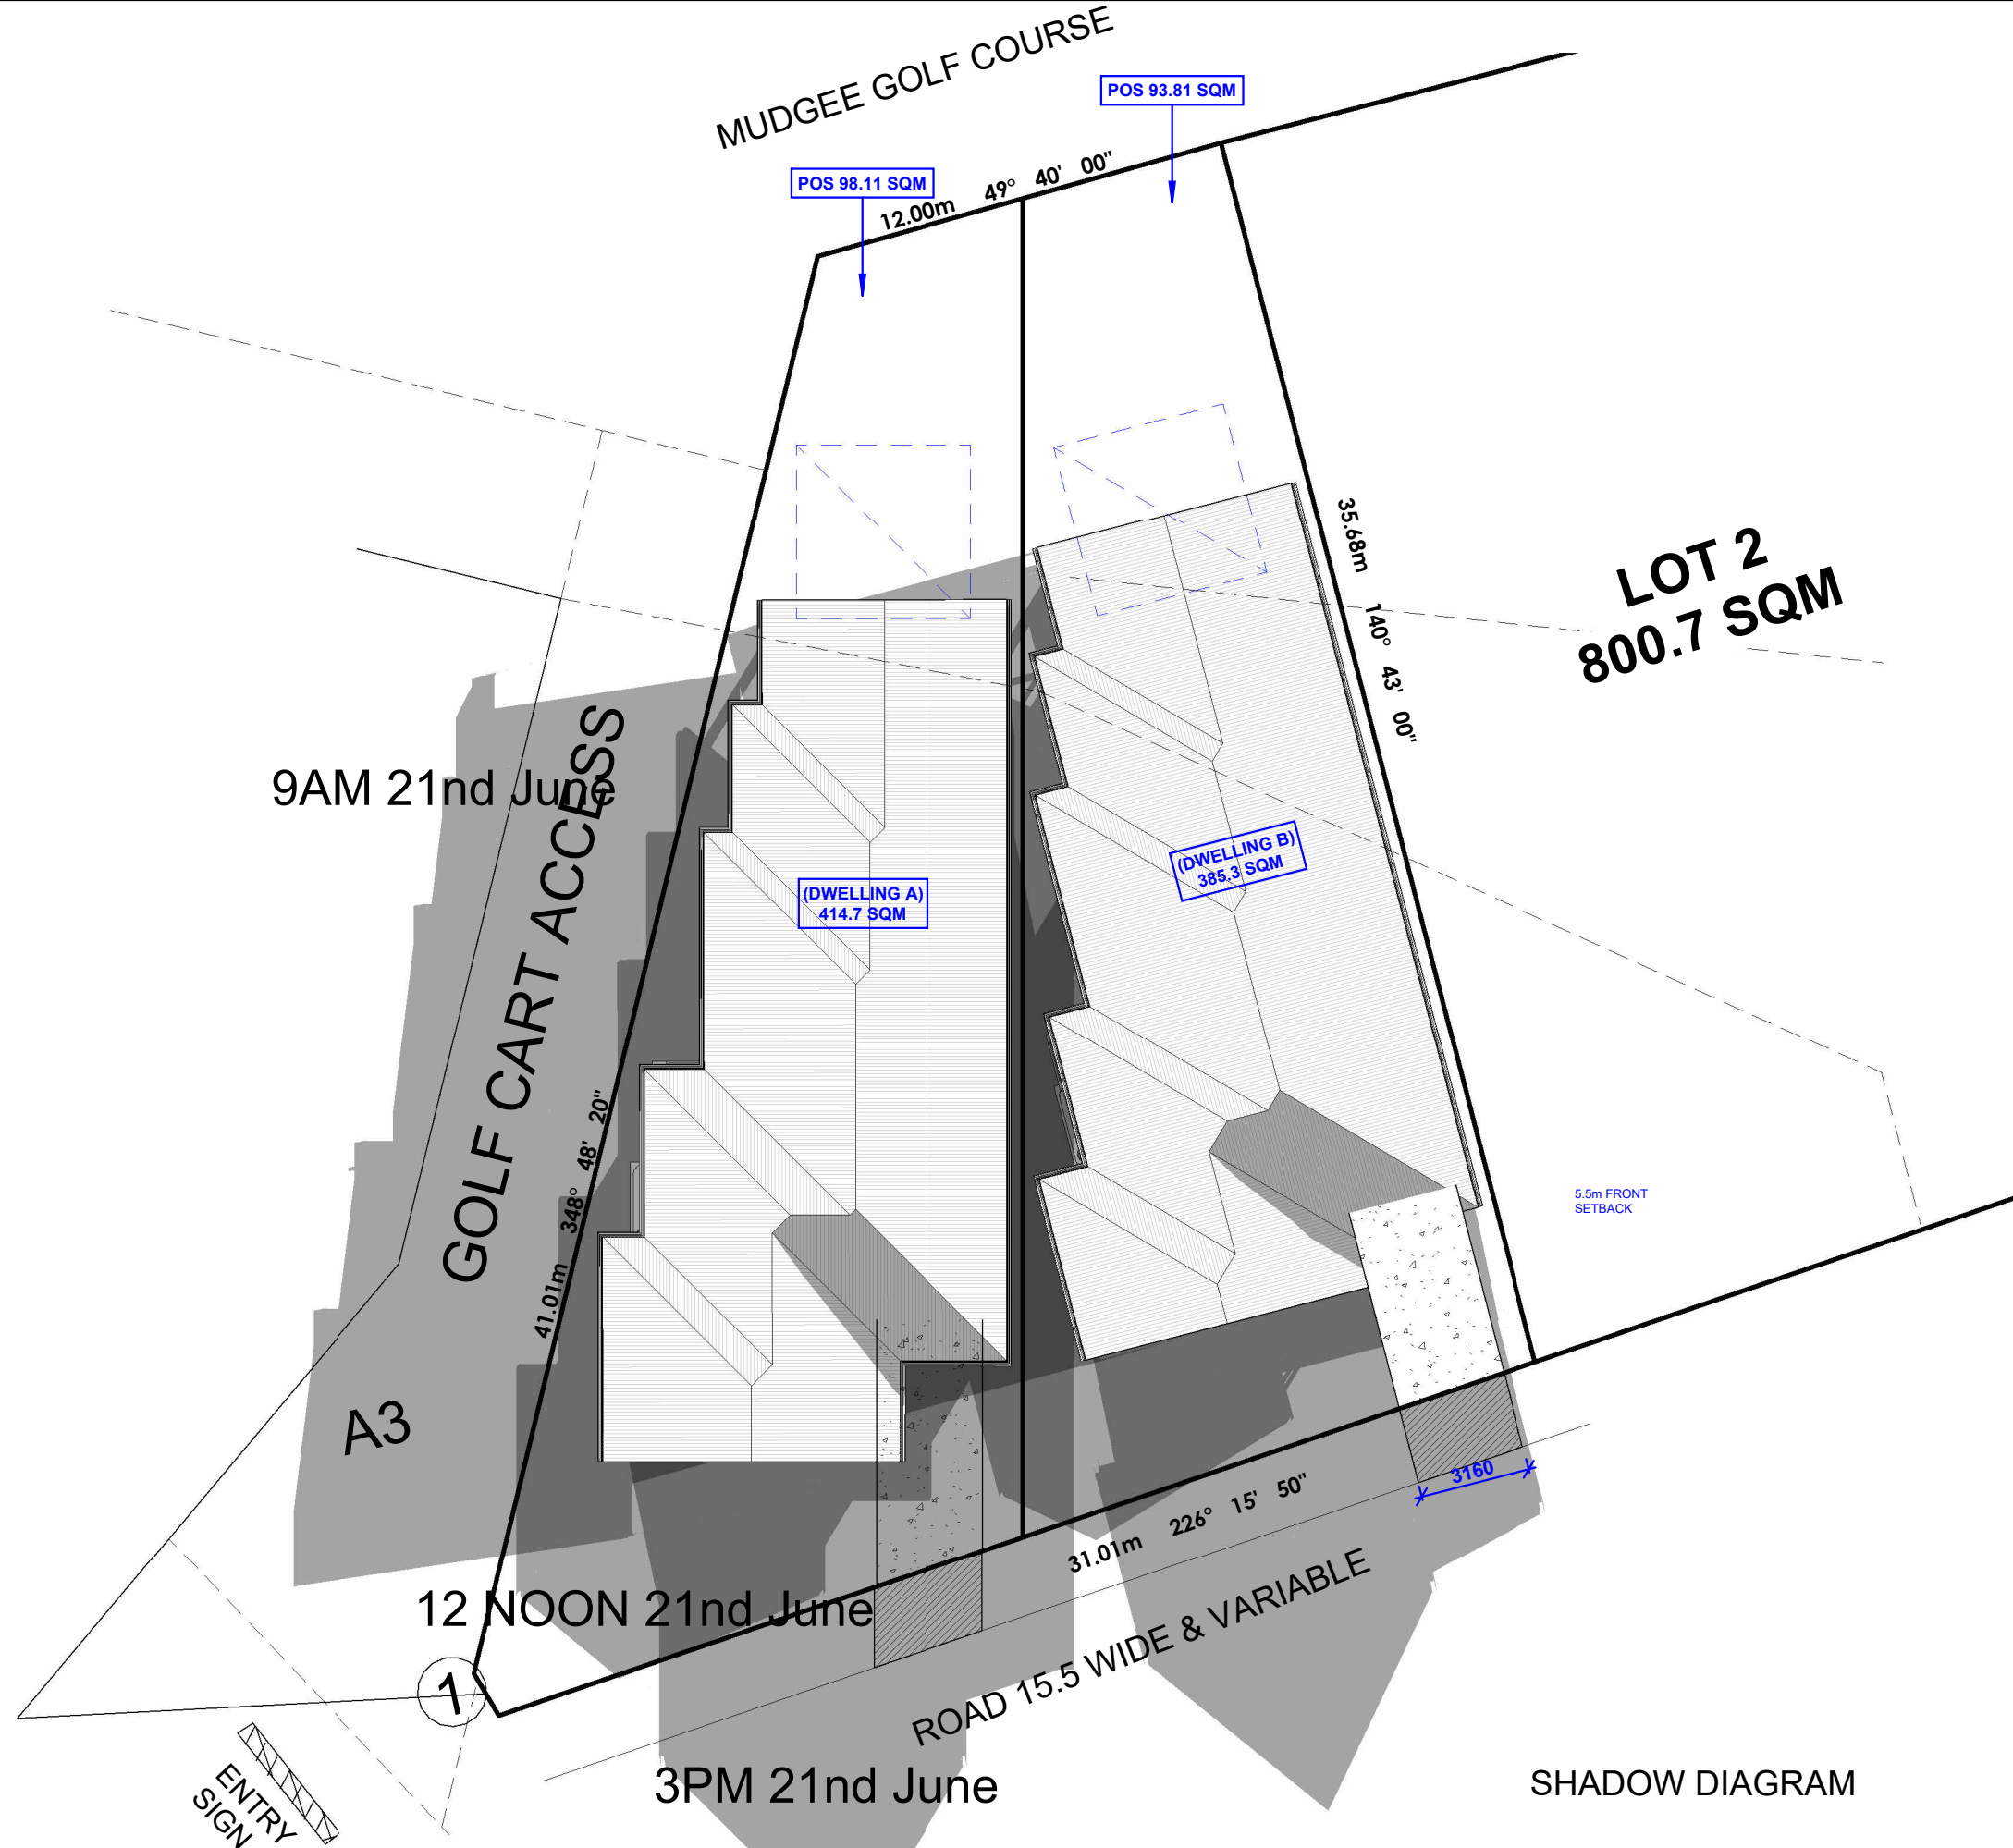 MUDGEE GOLF COURSE
POS 93.81 SQM
POS 98.11 SQM
12.00m 49° 40' 00"
35.68m 140° 43' 00"
LOT 2
800.7 SQM
9AM 21nd June
GOLF CART ACCESS
(DWELLING A)
414.7 SQM
(DWELLING B)
385.3 SQM
41.01m 348° 48' 20"
5.5m FRONT
SETBACK
A3
3160
31.01m 226° 15' 50"
12 NOON 21nd June
ROAD 15.5 WIDE & VARIABLE
1
ENTRY
SIGN
3PM 21nd June
SHADOW DIAGRAM